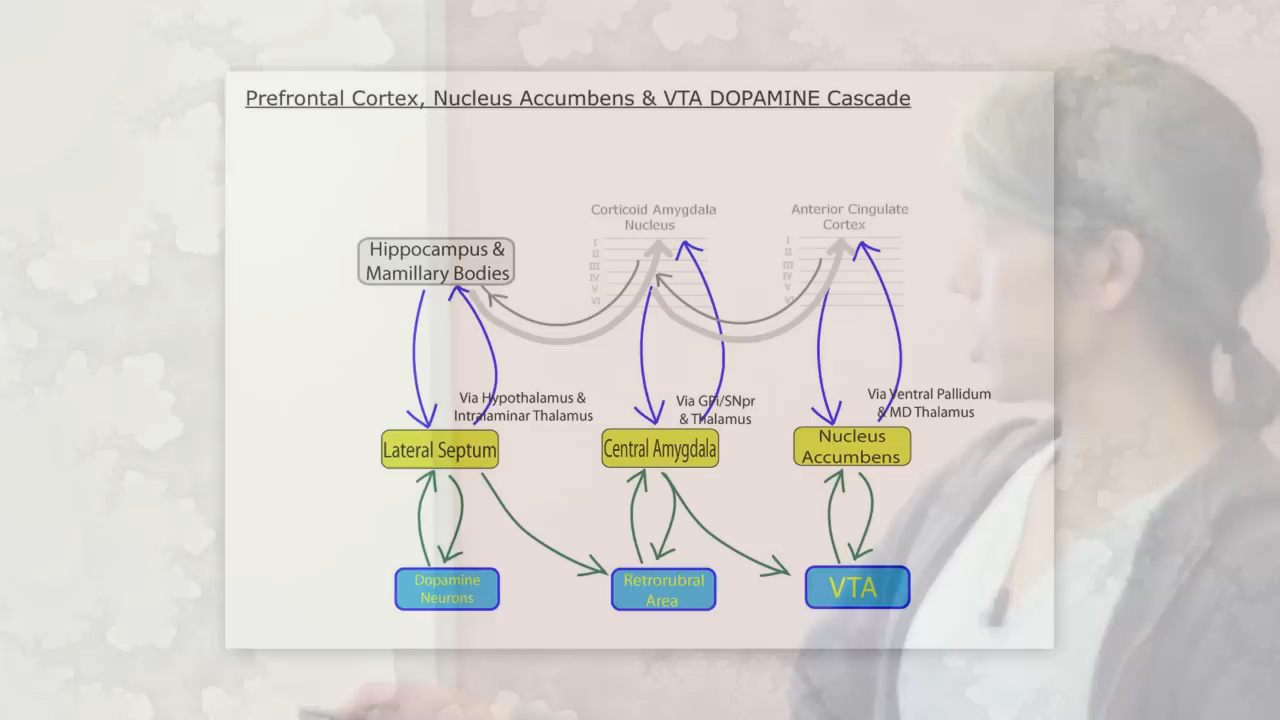 Prefrontal Cortex, Nucleus Accumbens & VTA DOPAMINE Cascade
Corticoid Amygdala
Nucleus
Anterior Cingulate
Cortex
I
II
III
IV
V
VI
I
II
III
IV
V
VI
Hippocampus &
Mamillary Bodies
Via Hypothalamus &
Intralaminar Thalamus
Via GPi/SNpr
& Thalamus
Via Ventral Pallidum
& MD Thalamus
Lateral Septum
Central Amygdala
Nucleus
Accumbens
Dopamine
Neurons
Retrorubral
Area
VTA